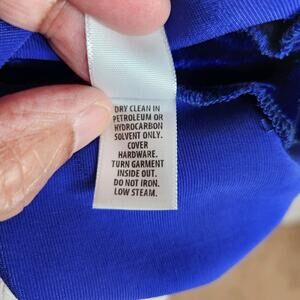 DRY CLEAN IN
PETROLEUM OR
HYDROCARBON
SOLVENT ONLY.
COVER
HARDWARE.
TURN GARMENT
INSIDE OUT.
DO NOT IRON.
LOW STEAM.